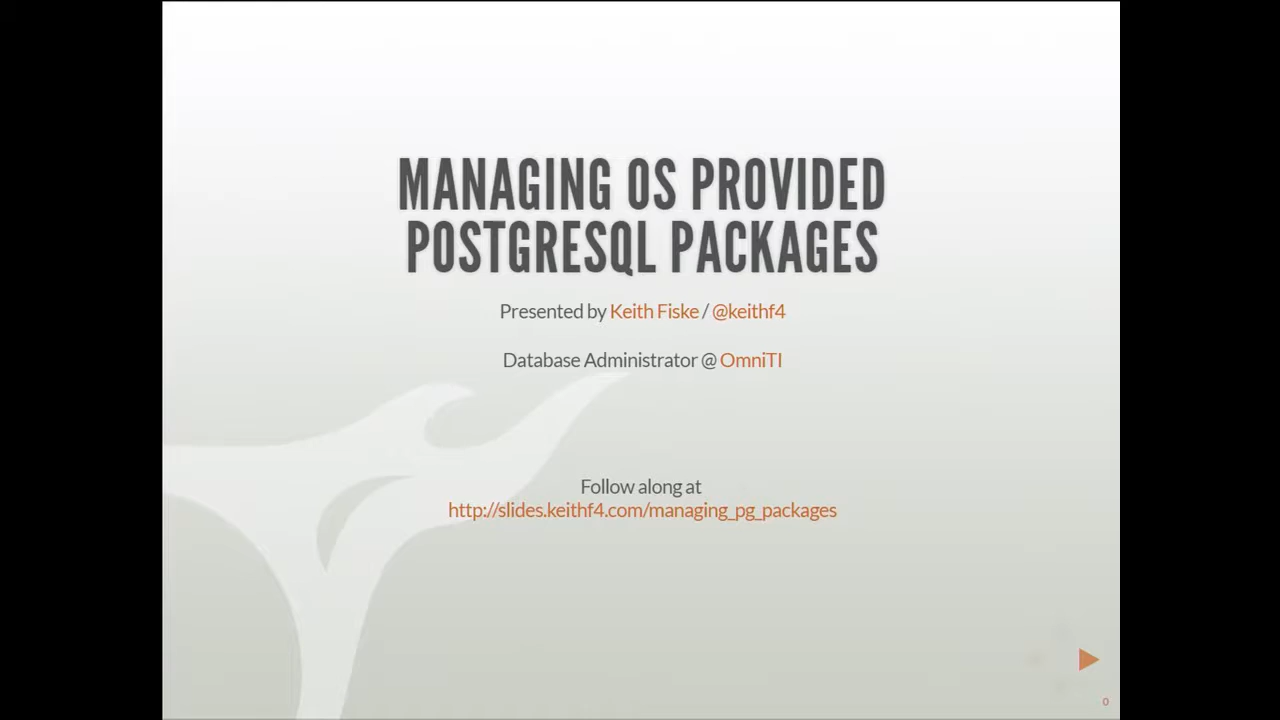 MANAGING OS PROVIDED
POSTGRESQL PACKAGES
Presented by Keith Fiske / @keithf4
Database Administrator @ OmniTI
Follow along at
http://slides.keithf4.com/managing_pg_packages
0